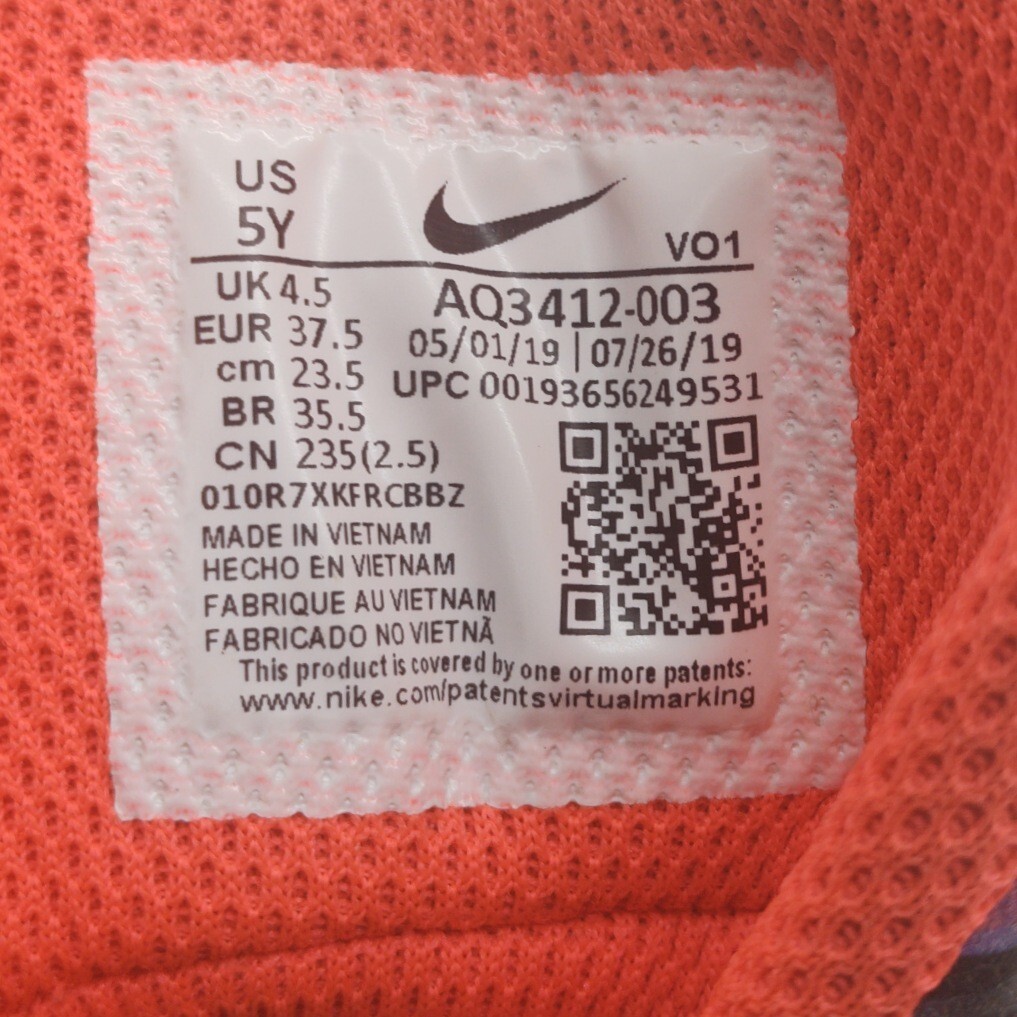 US
5Y
VO1
UK 4.5
EUR 37.5
cm 23.5
BR 35.5
CN 235(2.5)
AQ3412-003
05/01/19 | 07/26/19
UPC 00193656249531
010R7XKFRCBBZ
MADE IN VIETNAM
HECHO EN VIETNAM
FABRIQUE AU VIETNAM
FABRICADO NO VIETNÃ
This product is covered by one or more patents:
www.nike.com/patentsvirtualmarking